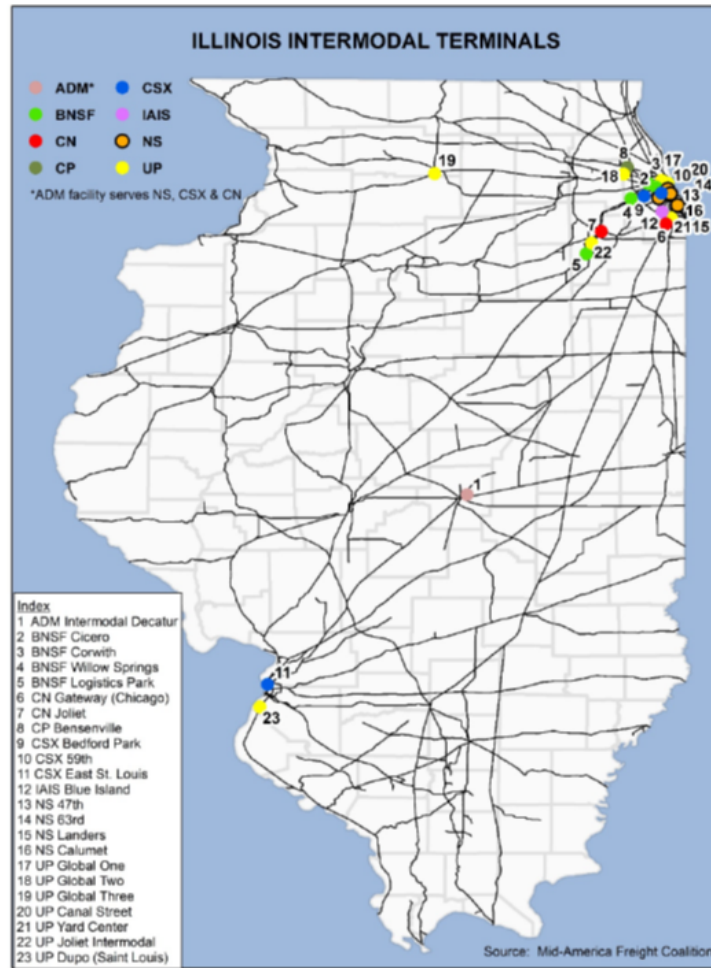 ILLINOIS INTERMODAL TERMINALS
ADM* CSX
BNSF IAIS
CN NS
CP UP
*ADM facility serves NS, CSX & CN
8 3 17
19 18 2 10 20
14
13
4 9 16
7 12 21 15
6
5 22
1
11
23
Index
1 ADM Intermodal Decatur
2 BNSF Cicero
3 BNSF Corwith
4 BNSF Willow Springs
5 BNSF Logistics Park
6 CN Gateway (Chicago)
7 CN Joliet
8 CP Bensenville
9 CSX Bedford Park
10 CSX 59th
11 CSX East St. Louis
12 IAIS Blue Island
13 NS 47th
14 NS 63rd
15 NS Landers
16 NS Calumet
17 UP Global One
18 UP Global Two
19 UP Global Three
20 UP Canal Street
21 UP Yard Center
22 UP Joliet Intermodal
23 UP Dupo (Saint Louis)
Source: Mid-America Freight Coalition